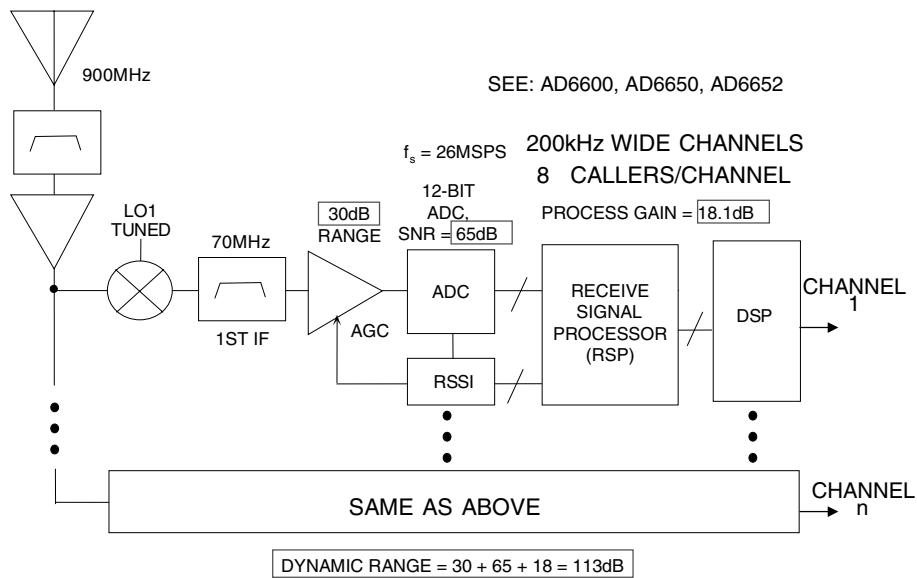 900MHz
SEE: AD6600, AD6650, AD6652
f_s = 26MSPS
200kHz WIDE CHANNELS
8 CALLERS/CHANNEL
12-BIT
ADC,
SNR = 65dB
PROCESS GAIN = 18.1dB
LO1
TUNED
30dB
RANGE
70MHz
1ST IF
AGC
ADC
RSSI
RECEIVE
SIGNAL
PROCESSOR
(RSP)
DSP
CHANNEL
1
SAME AS ABOVE
CHANNEL
n
DYNAMIC RANGE = 30 + 65 + 18 = 113dB